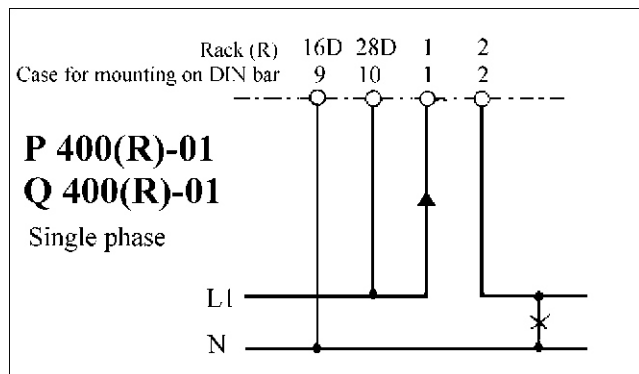 Rack (R) 16D 28D 1 2
Case for mounting on DIN bar 9 10 1 2
P 400(R)-01
Q 400(R)-01
Single phase
L1
N